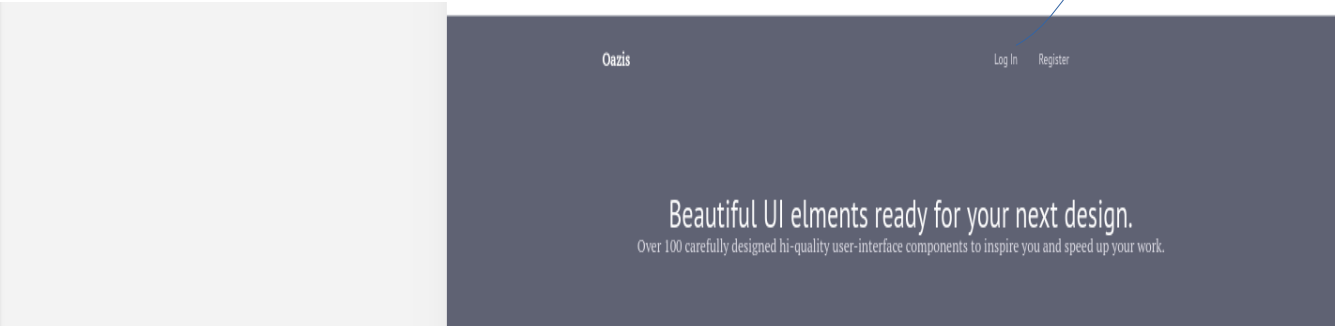 Oazis
Log In Register
Beautiful UI elments ready for your next design.
Over 100 carefully designed hi-quality user-interface components to inspire you and speed up your work.